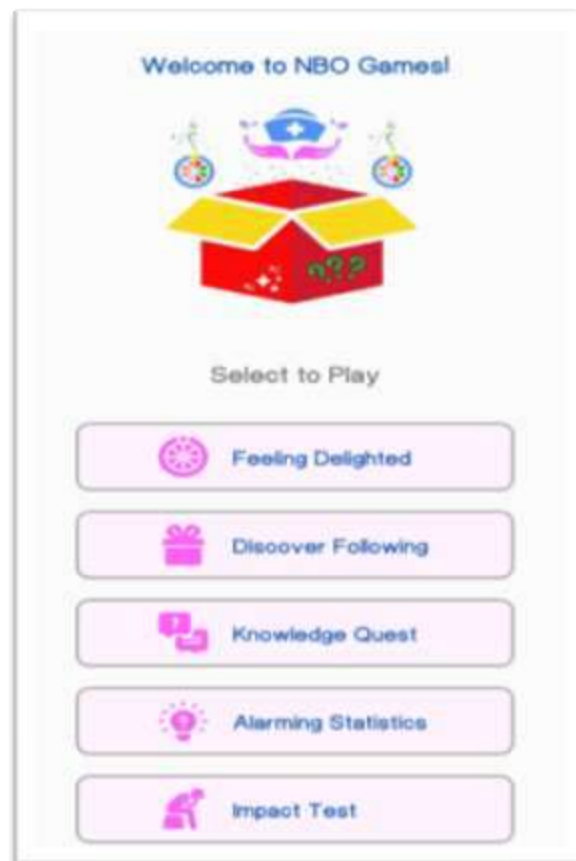 Welcome to NBO Games!
???
Select to Play
Feeling Delighted
Discover Following
?
Knowledge Quest
Alarming Statistics
Impact Test